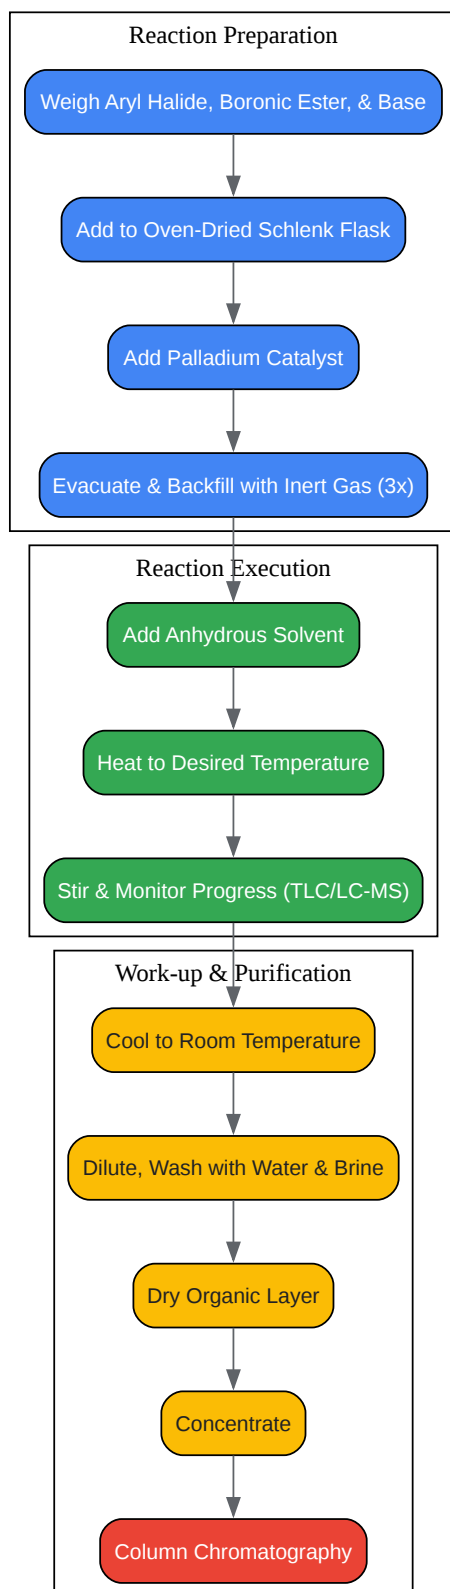 Reaction Preparation
Weigh Aryl Halide, Boronic Ester, & Base
Add to Oven-Dried Schlenk Flask
Add Palladium Catalyst
Evacuate & Backfill with Inert Gas (3x)
Reaction Execution
Add Anhydrous Solvent
Heat to Desired Temperature
Stir & Monitor Progress (TLC/LC-MS)
Work-up & Purification
Cool to Room Temperature
Dilute, Wash with Water & Brine
Dry Organic Layer
Concentrate
Column Chromatography